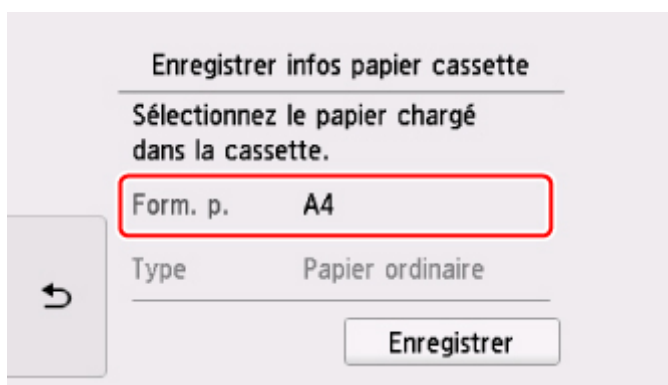 Enregistrer infos papier cassette
Sélectionnez le papier chargé
dans la cassette.
Form. p. A4
Type Papier ordinaire
Enregistrer